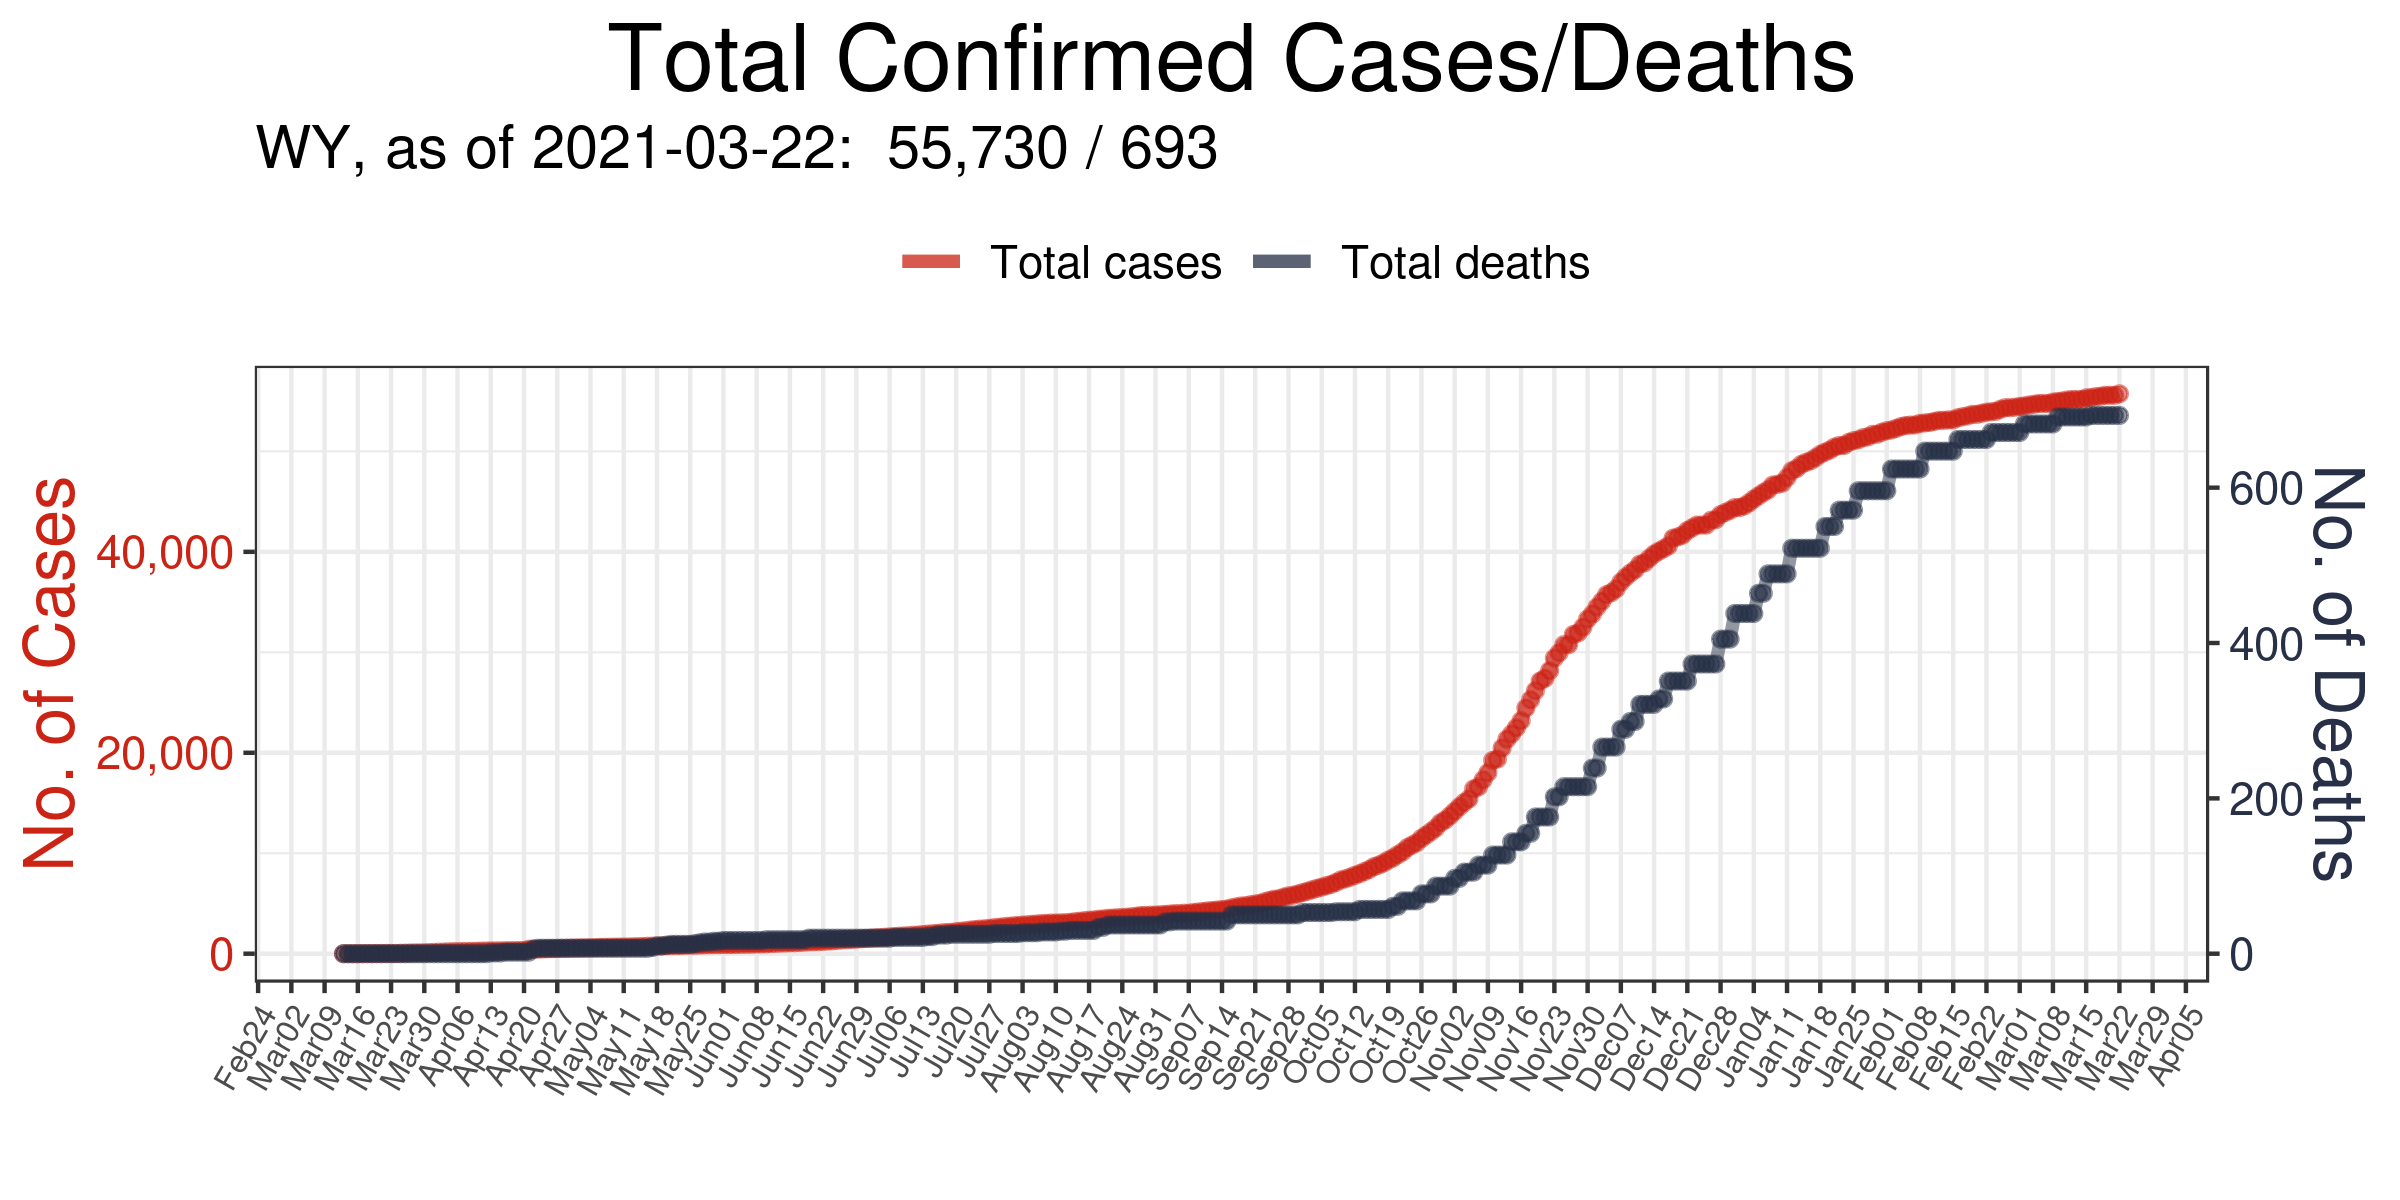 Total Confirmed Cases/Deaths
WY, as of 2021-03-22:  55,730 / 693
Total cases
Total deaths
No. of Cases
40,000
20,000
0
600
400
200
0
No. of Deaths
Feb24
Mar02
Mar09
Mar16
Mar23
Mar30
Apr06
Apr13
Apr20
Apr27
May04
May11
May18
May25
Jun01
Jun08
Jun15
Jun22
Jun29
Jul06
Jul13
Jul20
Jul27
Aug03
Aug10
Aug17
Aug24
Aug31
Sep07
Sep14
Sep21
Sep28
Oct05
Oct12
Oct19
Oct26
Nov02
Nov09
Nov16
Nov23
Nov30
Dec07
Dec14
Dec21
Dec28
Jan04
Jan11
Jan18
Jan25
Feb01
Feb08
Feb15
Feb22
Mar01
Mar08
Mar15
Mar22
Mar29
Apr05